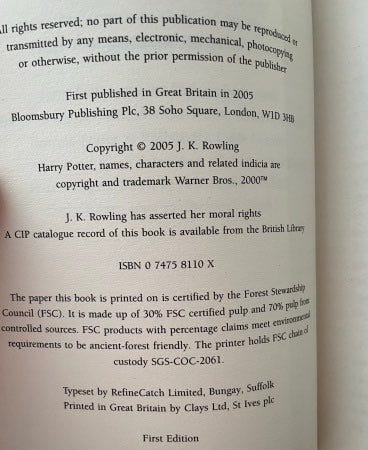 All rights reserved; no part of this publication may be reproduced or
transmitted by any means, electronic, mechanical, photocopying
or otherwise, without the prior permission of the publisher
First published in Great Britain in 2005
Bloomsbury Publishing Plc, 38 Soho Square, London, W1D 3HB
Copyright © 2005 J. K. Rowling
Harry Potter, names, characters and related indicia are
copyright and trademark Warner Bros., 2000™
J. K. Rowling has asserted her moral rights
A CIP catalogue record of this book is available from the British Library
ISBN 0 7475 8110 X
The paper this book is printed on is certified by the Forest Stewardship
Council (FSC). It is made up of 30% FSC certified pulp and 70% pulp from
controlled sources. FSC products with percentage claims meet environmental
requirements to be ancient-forest friendly. The printer holds FSC chain of
custody SGS-COC-2061.
Typeset by RefineCatch Limited, Bungay, Suffolk
Printed in Great Britain by Clays Ltd, St Ives plc
First Edition